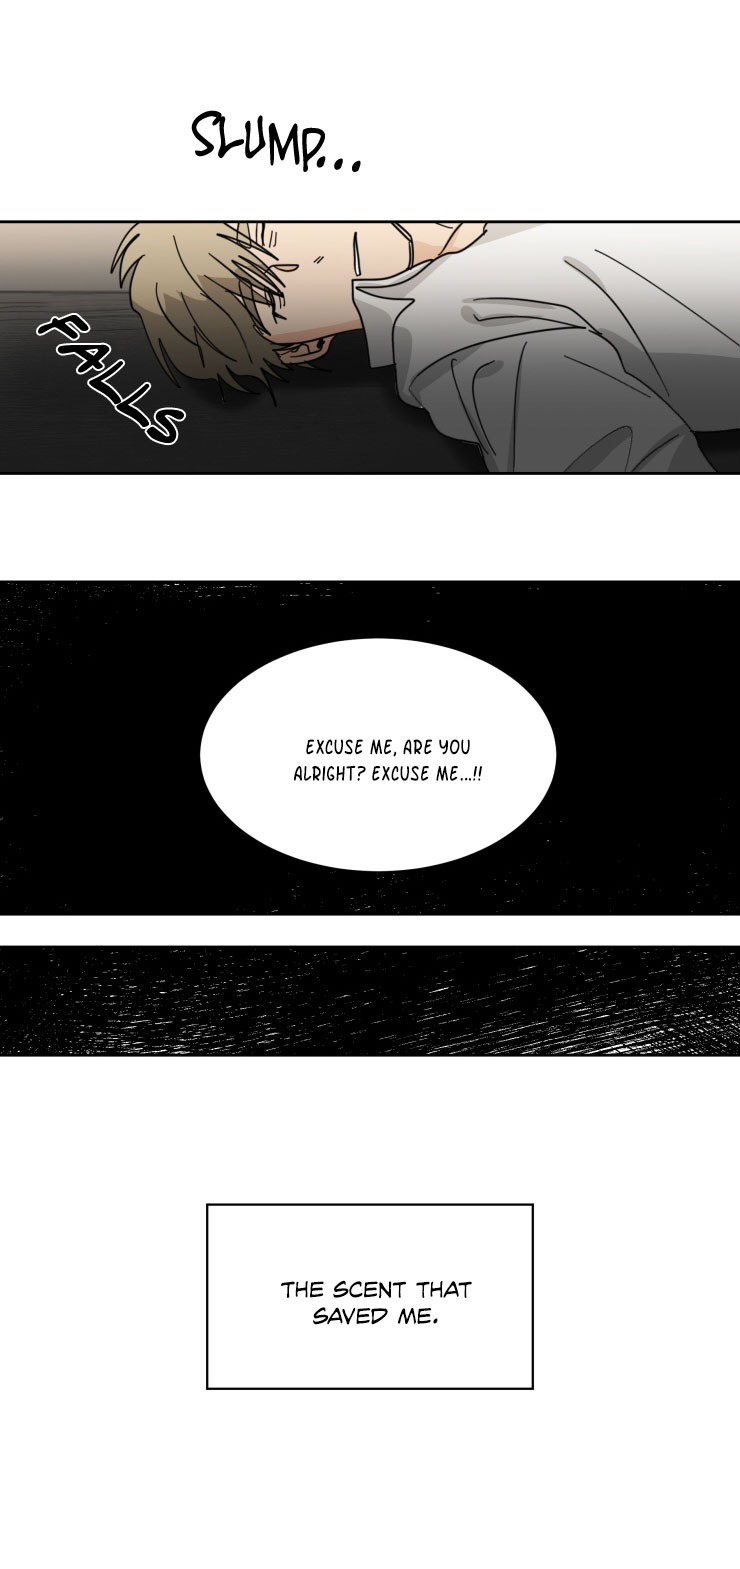 SLUMP...
FALLS
EXCUSE ME, ARE YOU
ALRIGHT? EXCUSE ME...!!
THE SCENT THAT
SAVED ME.